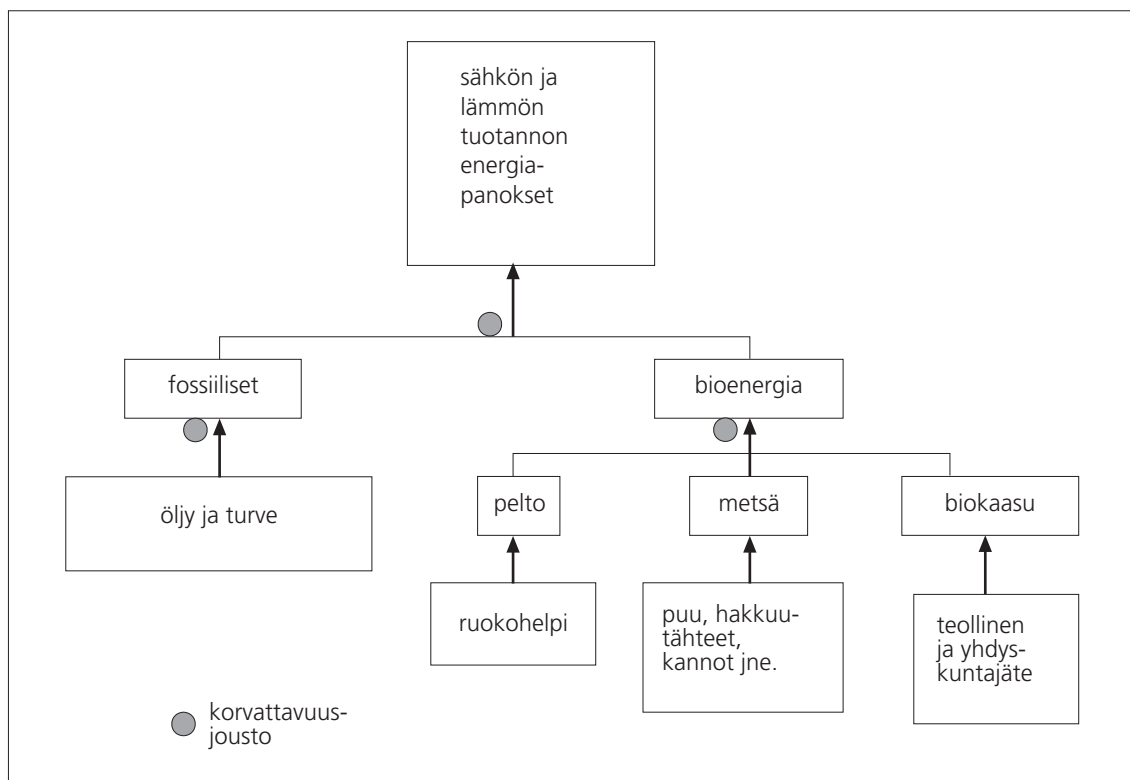 sähkön ja
lämmön
tuotannon
energia-
panokset
fossiiliset
bioenergia
öljy ja turve
pelto
metsä
biokaasu
ruokohelpi
puu, hakkuu-
tähteet,
kannot jne.
teollinen
ja yhdys-
kuntajäte
korvattavuus-
jousto